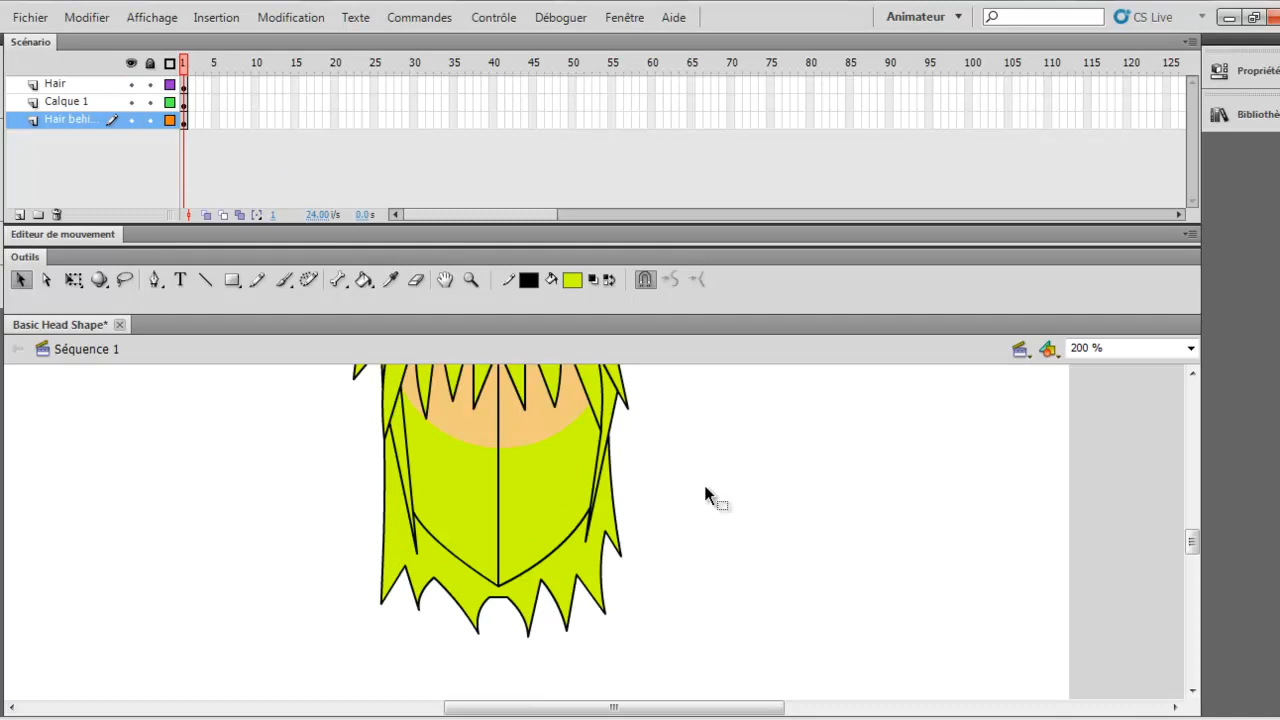 Fichier Modifier Affichage Insertion Modification Texte Commandes Contrôle Déboguer Fenêtre Aide Animateur CS Live
Scénario
1 5 10 15 20 25 30 35 40 45 50 55 60 65 70 75 80 85 90 95 100 105 110 115 120 125
Propriété
Hair
Calque 1
Hair behi...
Bibliothè
1 24.00 i/s 0.0 s
Editeur de mouvement
Outils
T
Basic Head Shape*
Séquence 1 200 %